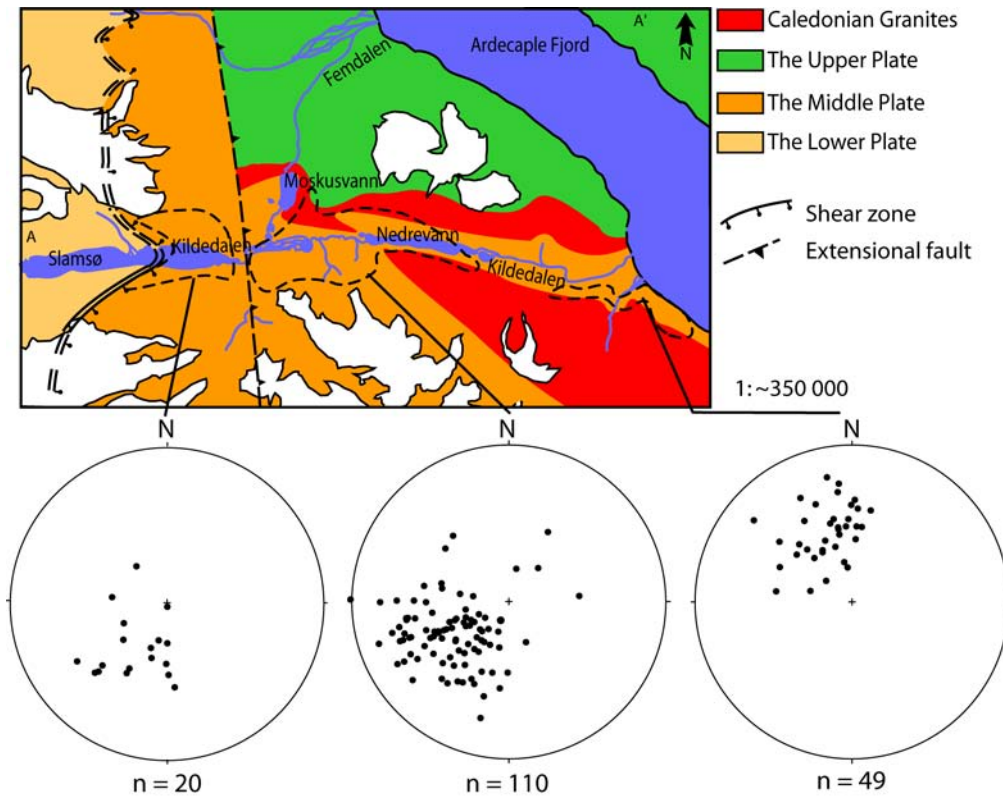 A'
N
Ardecaple Fjord
Femdalen
Moskusvann
A
Slamsø
Kildedalen
Nedrevann
Kildedalen
Caledonian Granites
The Upper Plate
The Middle Plate
The Lower Plate
Shear zone
Extensional fault
1:~350 000
N
N
N
n = 20
n = 110
n = 49